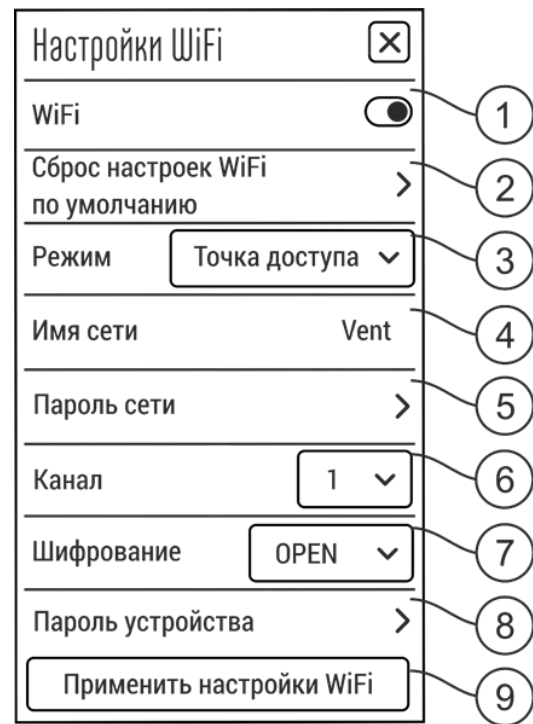 Настройки WiFi
WiFi
1
Сброс настроек WiFi
по умолчанию
2
Режим Точка доступа
3
Имя сети Vent
4
Пароль сети
5
Канал 1
6
Шифрование OPEN
7
Пароль устройства
8
Применить настройки WiFi
9